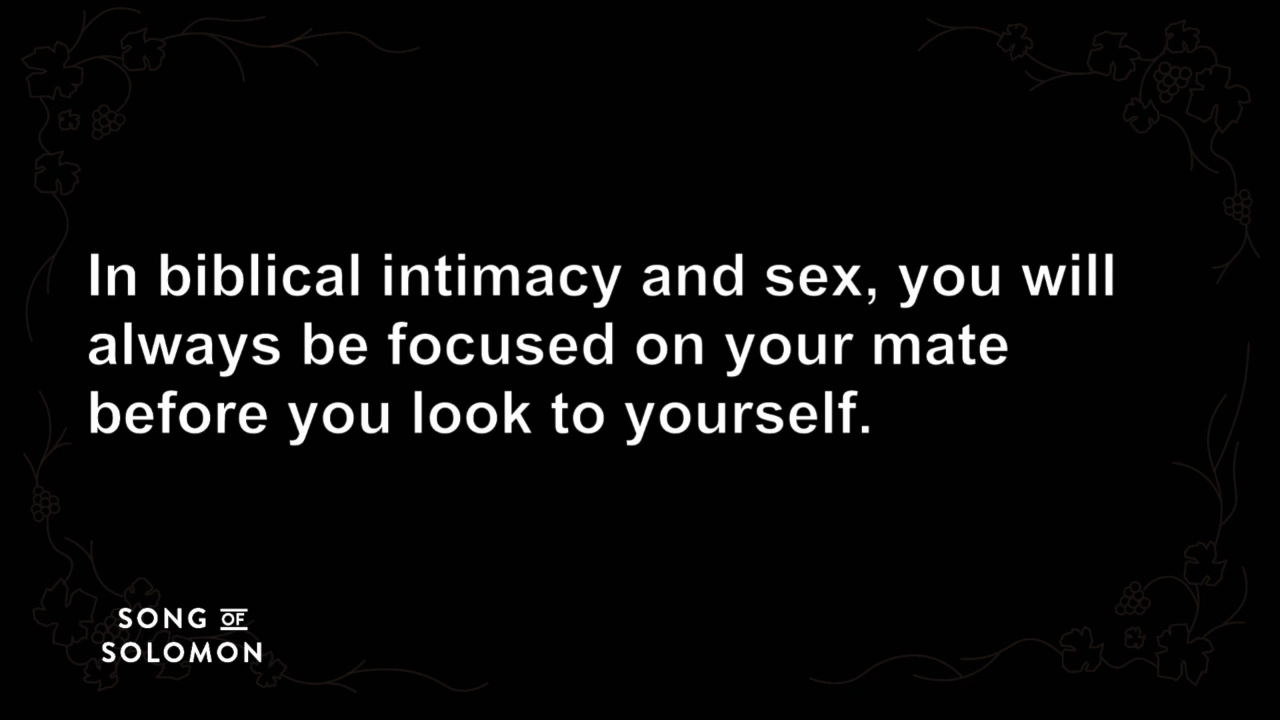 In biblical intimacy and sex, you will
always be focused on your mate
before you look to yourself.
SONG OF
SOLOMON